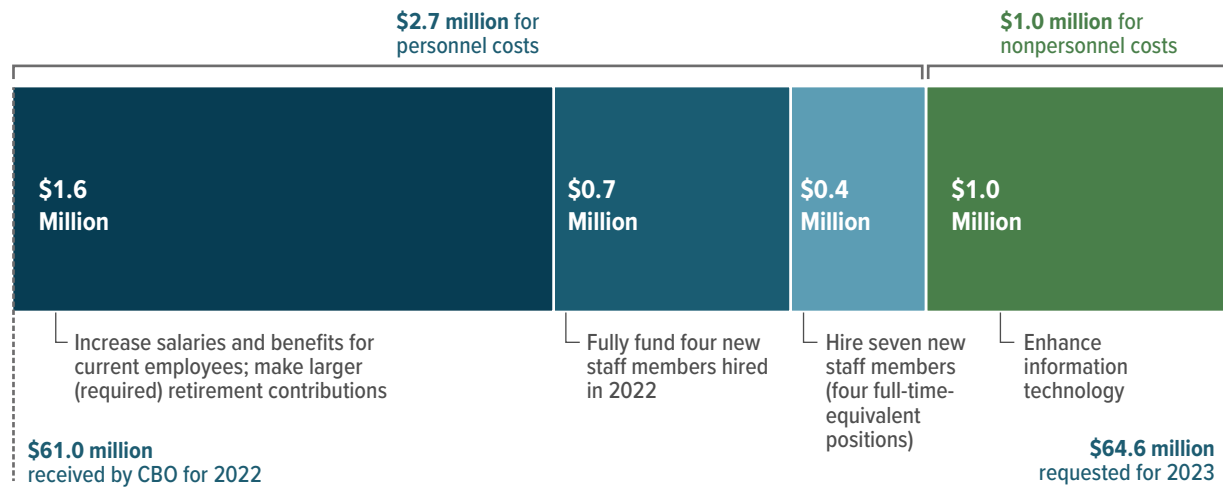 $2.7 million for
personnel costs
$1.0 million for
nonpersonnel costs
$1.6
Million
$0.7
Million
$0.4
Million
$1.0
Million
Increase salaries and benefits for
current employees; make larger
(required) retirement contributions
Fully fund four new
staff members hired
in 2022
Hire seven new
staff members
(four full-time-
equivalent
positions)
Enhance
information
technology
$61.0 million
received by CBO for 2022
$64.6 million
requested for 2023